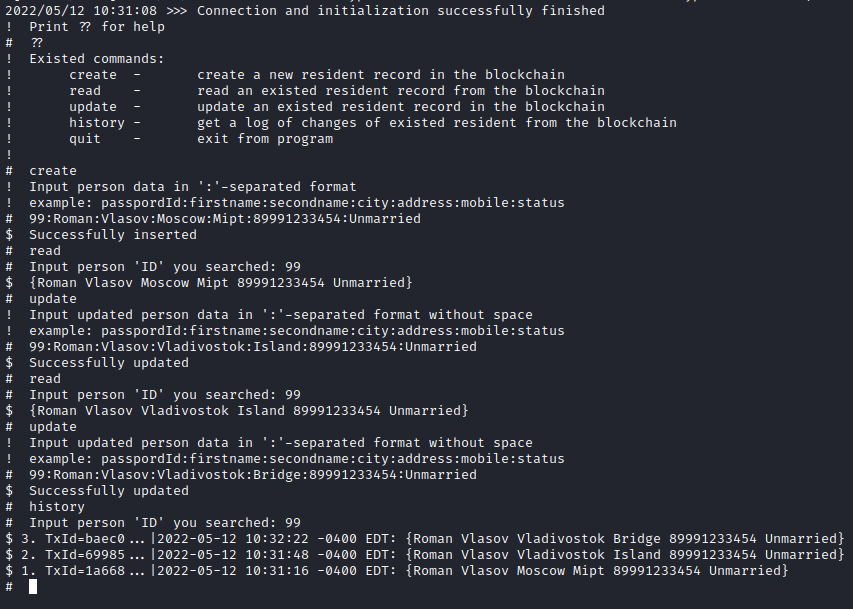 2022/05/12 10:31:08 >>> Connection and initialization successfully finished
!  Print ?? for help
#  ??
!  Existed commands:
!       create  -       create a new resident record in the blockchain
!       read    -       read an existed resident record from the blockchain
!       update  -       update an existed resident record in the blockchain
!       history -       get a log of changes of existed resident from the blockchain
!       quit    -       exit from program
!
#  create
!  Input person data in ':'-separated format
!  example: passpordId:firstname:secondname:city:address:mobile:status
#  99:Roman:Vlasov:Moscow:Mipt:89991233454:Unmarried
$  Successfully inserted
#  read
#  Input person 'ID' you searched: 99
$  {Roman Vlasov Moscow Mipt 89991233454 Unmarried}
#  update
!  Input updated person data in ':'-separated format without space
!  example: passpordId:firstname:secondname:city:address:mobile:status
#  99:Roman:Vlasov:Vladivostok:Island:89991233454:Unmarried
$  Successfully updated
#  read
#  Input person 'ID' you searched: 99
$  {Roman Vlasov Vladivostok Island 89991233454 Unmarried}
#  update
!  Input updated person data in ':'-separated format without space
!  example: passpordId:firstname:secondname:city:address:mobile:status
#  99:Roman:Vlasov:Vladivostok:Bridge:89991233454:Unmarried
$  Successfully updated
#  history
#  Input person 'ID' you searched: 99
$ 3. TxId=baec0...|2022-05-12 10:32:22 -0400 EDT: {Roman Vlasov Vladivostok Bridge 89991233454 Unmarried}
$ 2. TxId=69985...|2022-05-12 10:31:48 -0400 EDT: {Roman Vlasov Vladivostok Island 89991233454 Unmarried}
$ 1. TxId=1a668...|2022-05-12 10:31:16 -0400 EDT: {Roman Vlasov Moscow Mipt 89991233454 Unmarried}
#